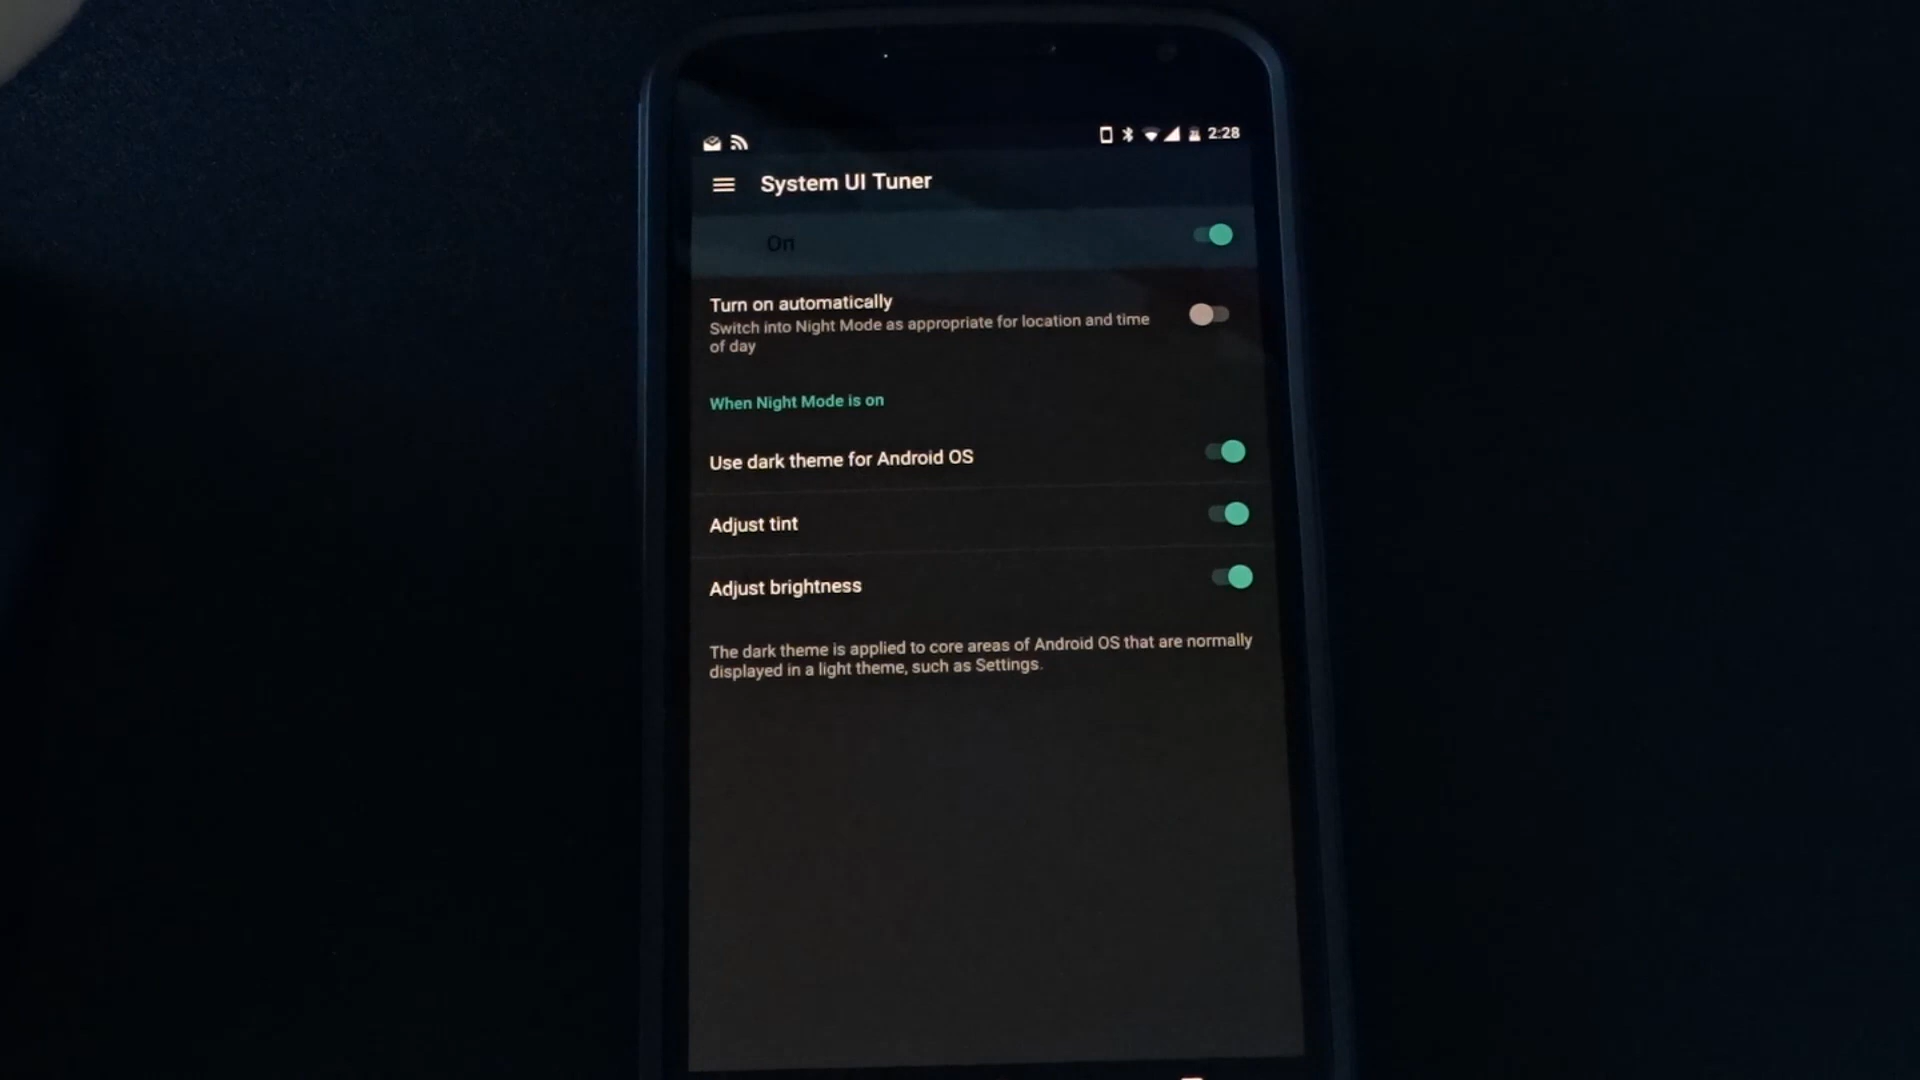 2:28
System UI Tuner
On
Turn on automatically
Switch into Night Mode as appropriate for location and time
of day
When Night Mode is on
Use dark theme for Android OS
Adjust tint
Adjust brightness
The dark theme is applied to core areas of Android OS that are normally
displayed in a light theme, such as Settings.